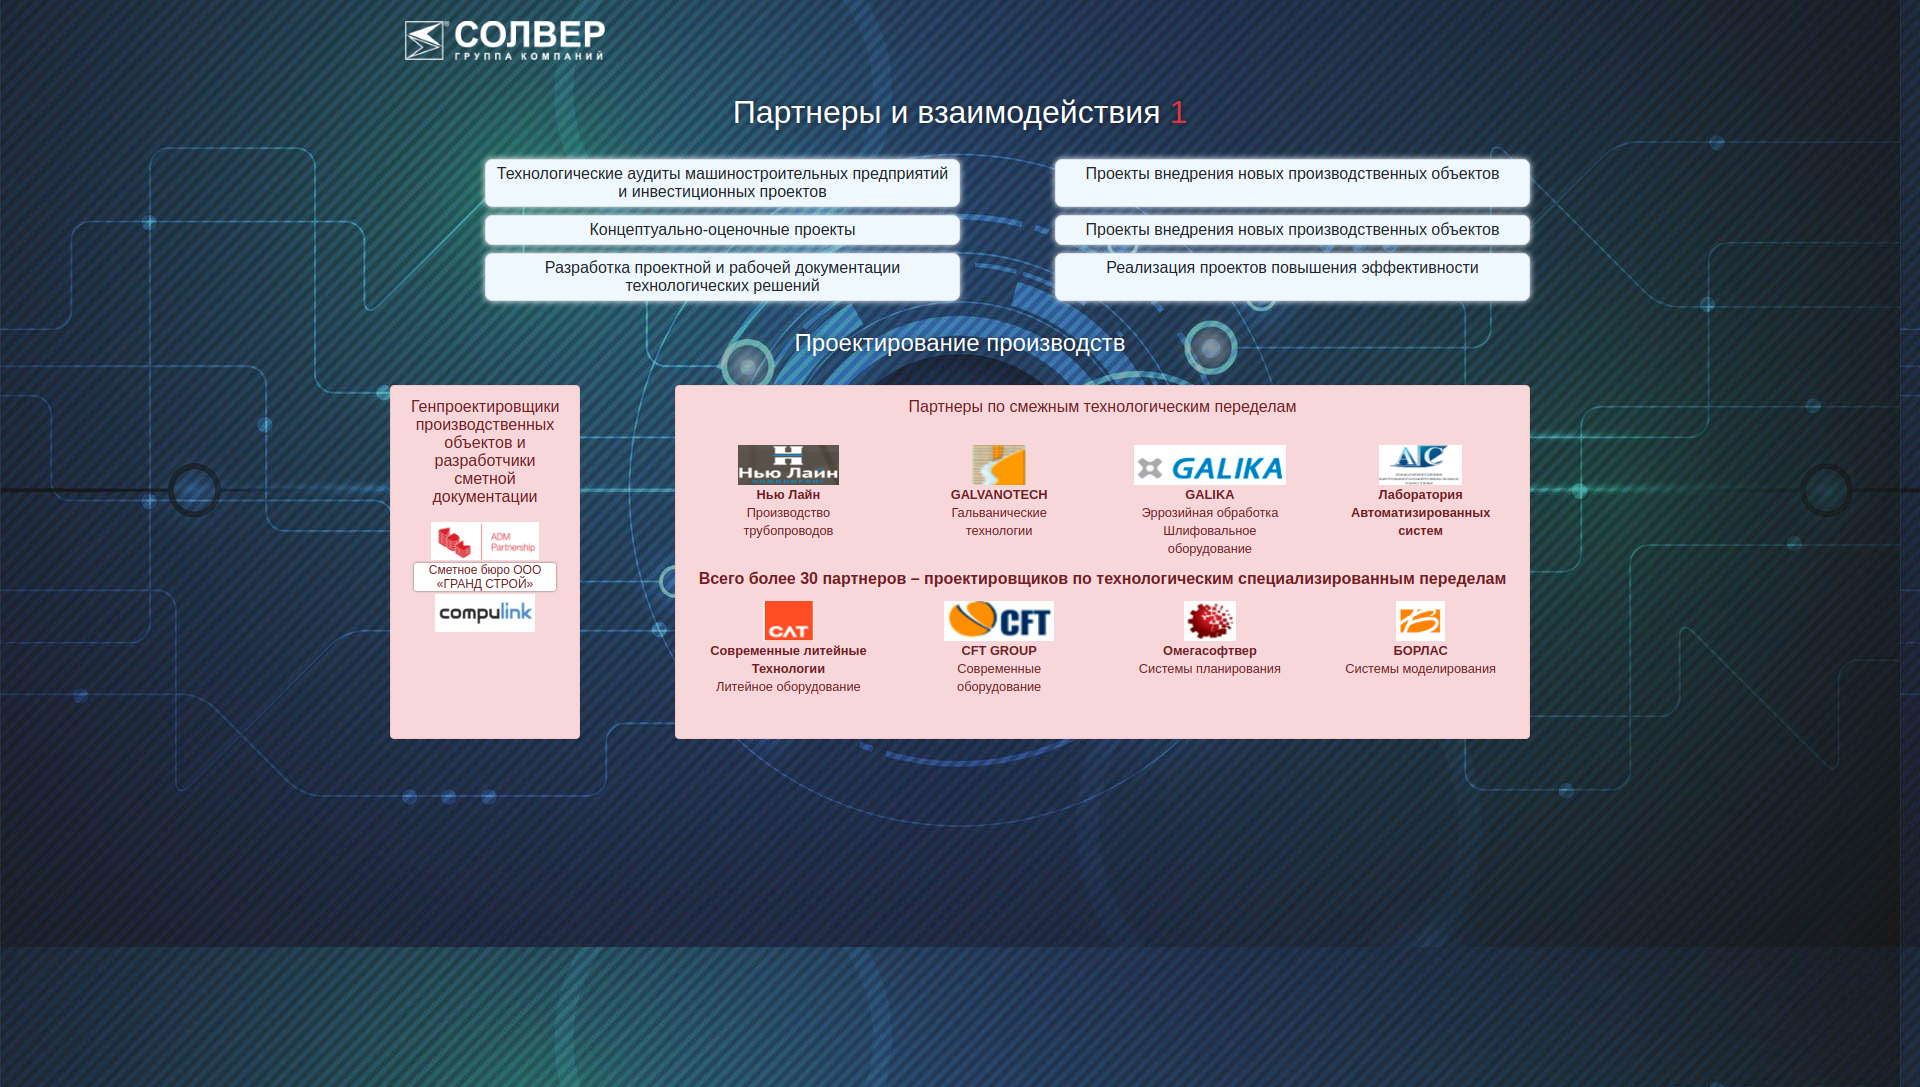 СОЛВЕР
ГРУППА КОМПАНИЙ
Партнеры и взаимодействия 1
Технологические аудиты машиностроительных предприятий
и инвестиционных проектов
Проекты внедрения новых производственных объектов
Концептуально-оценочные проекты
Проекты внедрения новых производственных объектов
Разработка проектной и рабочей документации
технологических решений
Реализация проектов повышения эффективности
Проектирование производств
Генпроектировщики
производственных
объектов и
разработчики
сметной
документации
ADM
Partnership
Сметное бюро ООО
«ГРАНД СТРОЙ»
compulink
Партнеры по смежным технологическим переделам
Н
Нью Лайн
Нью Лайн
Производство
трубопроводов
GALVANOTECH
Гальванические
технологии
GALIKA
GALIKA
Эррозийная обработка
Шлифовальное
оборудование
Лаборатория
Автоматизированных
систем
Всего более 30 партнеров – проектировщиков по технологическим специализированным переделам
СЛТ
Современные литейные
Технологии
Литейное оборудование
CFT
CFT GROUP
Современные
оборудование
Омегасофтвер
Системы планирования
Б
БОРЛАС
Системы моделирования